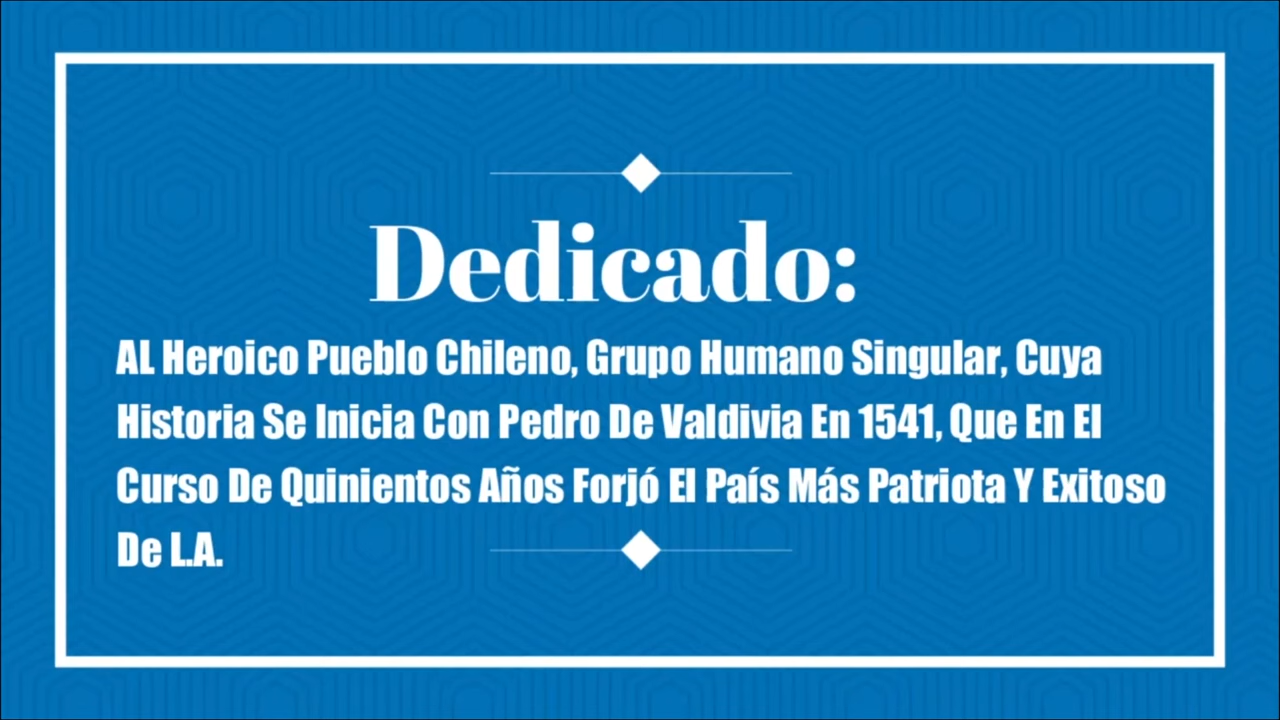 Dedicado:
AL Heroico Pueblo Chileno, Grupo Humano Singular, Cuya
Historia Se Inicia Con Pedro De Valdivia En 1541, Que En El
Curso De Quinientos Años Forjó El País Más Patriota Y Exitoso
De L.A.